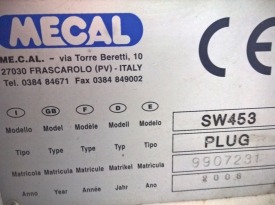 MECAL
CE
ME.C.AL. - via Torre Beretti, 10
27030 FRASCAROLO (PV) - ITALY
Tel. 0384 84671 Fax 0384 849002
I GB F D E
Modello Model Modèle Modell Modelo SW453
Tipo Type Type Typ Tipo PLUG
Matricola Matricule Matrikel Matrícula 9907231
Anno Year Année Jahr Ano 2000